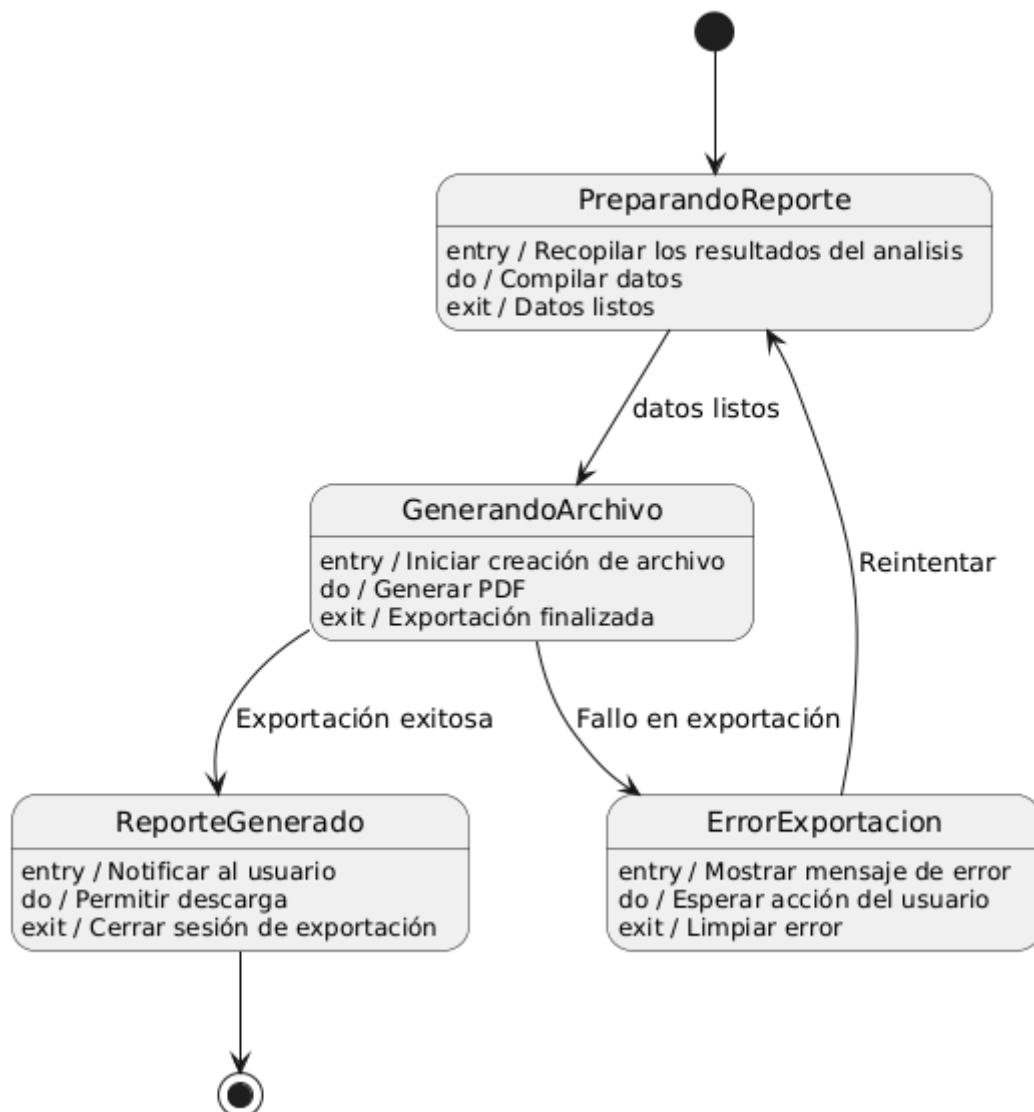 PreparandoReporte
entry / Recopilar los resultados del analisis
do / Compilar datos
exit / Datos listos
datos listos
GenerandoArchivo
entry / Iniciar creación de archivo
do / Generar PDF
exit / Exportación finalizada
Reintentar
Exportación exitosa
Fallo en exportación
ReporteGenerado
entry / Notificar al usuario
do / Permitir descarga
exit / Cerrar sesión de exportación
ErrorExportacion
entry / Mostrar mensaje de error
do / Esperar acción del usuario
exit / Limpiar error